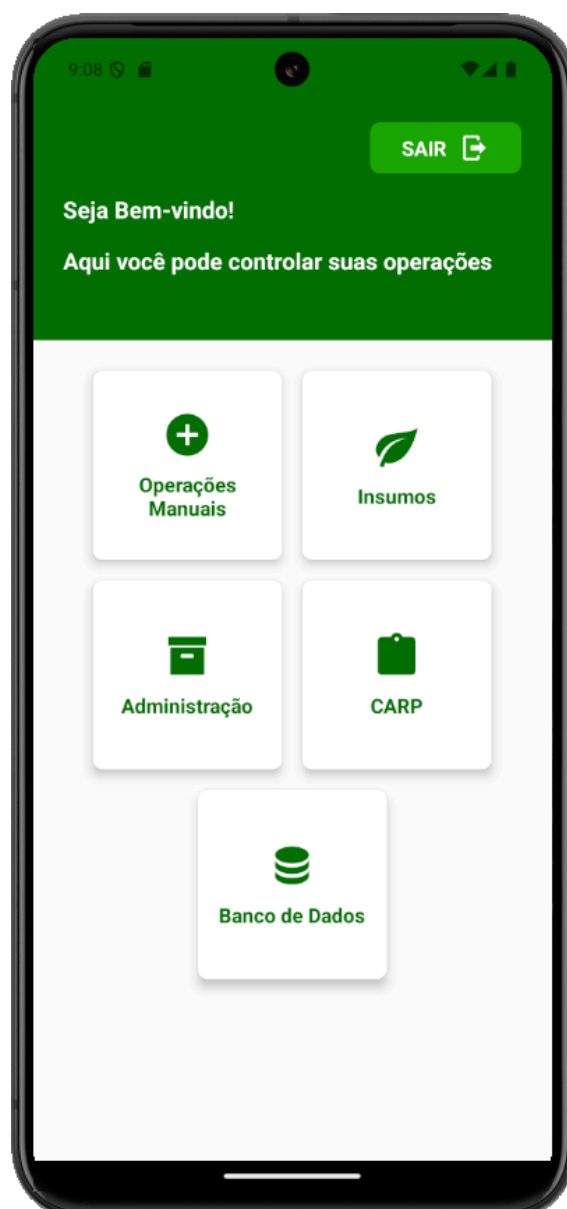 9:08
SAIR
Seja Bem-vindo!
Aqui você pode controlar suas operações
Operações
Manuais
Insumos
Administração
CARP
Banco de Dados